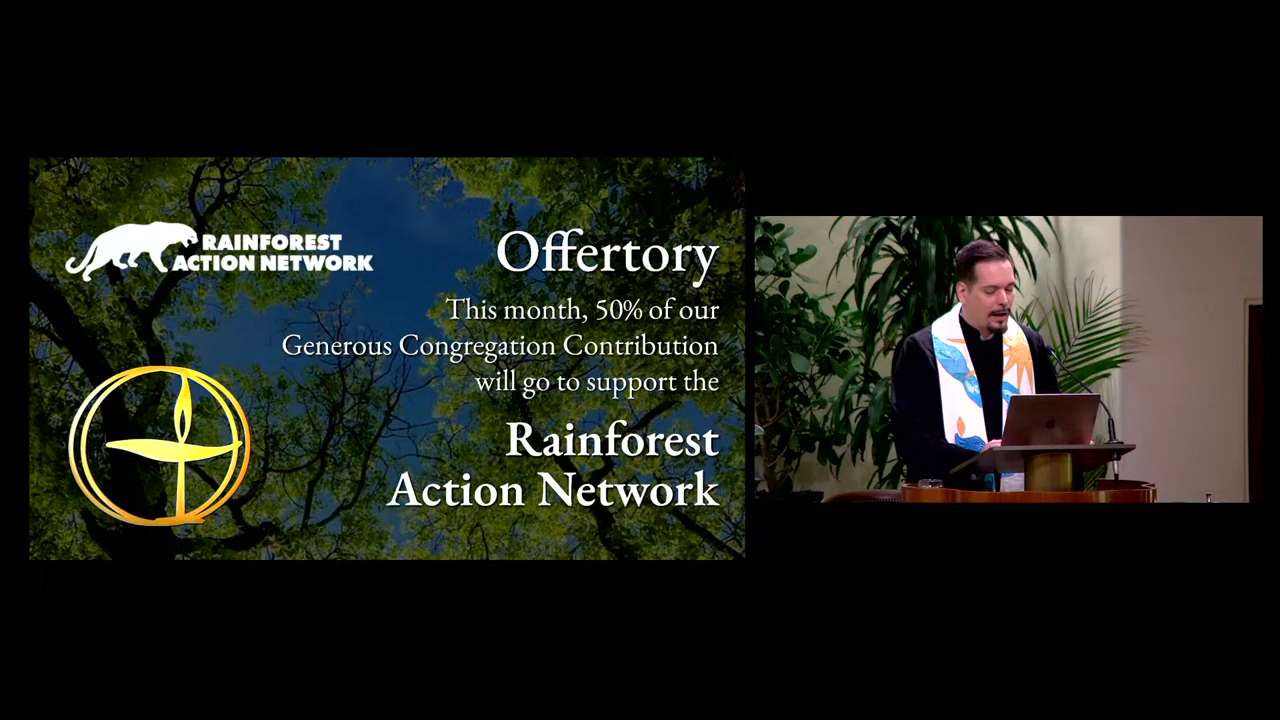 RAINFOREST
ACTION NETWORK
Offertory
This month, 50% of our
Generous Congregation Contribution
will go to support the
Rainforest
Action Network